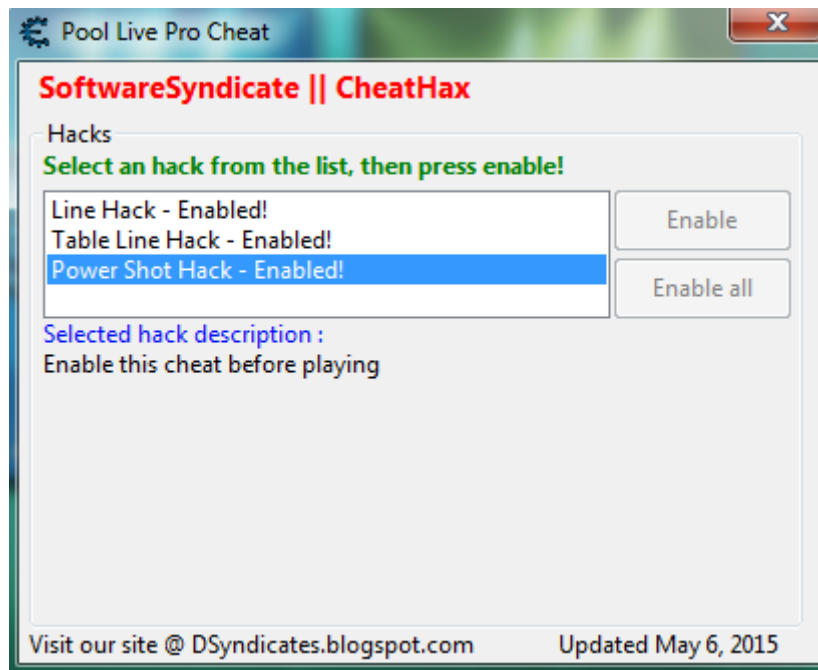 Pool Live Pro Cheat
X
SoftwareSyndicate || CheatHax
Hacks
Select an hack from the list, then press enable!
Line Hack - Enabled!
Table Line Hack - Enabled!
Power Shot Hack - Enabled!
Enable
Enable all
Selected hack description :
Enable this cheat before playing
Visit our site @ DSyndicates.blogspot.com
Updated May 6, 2015